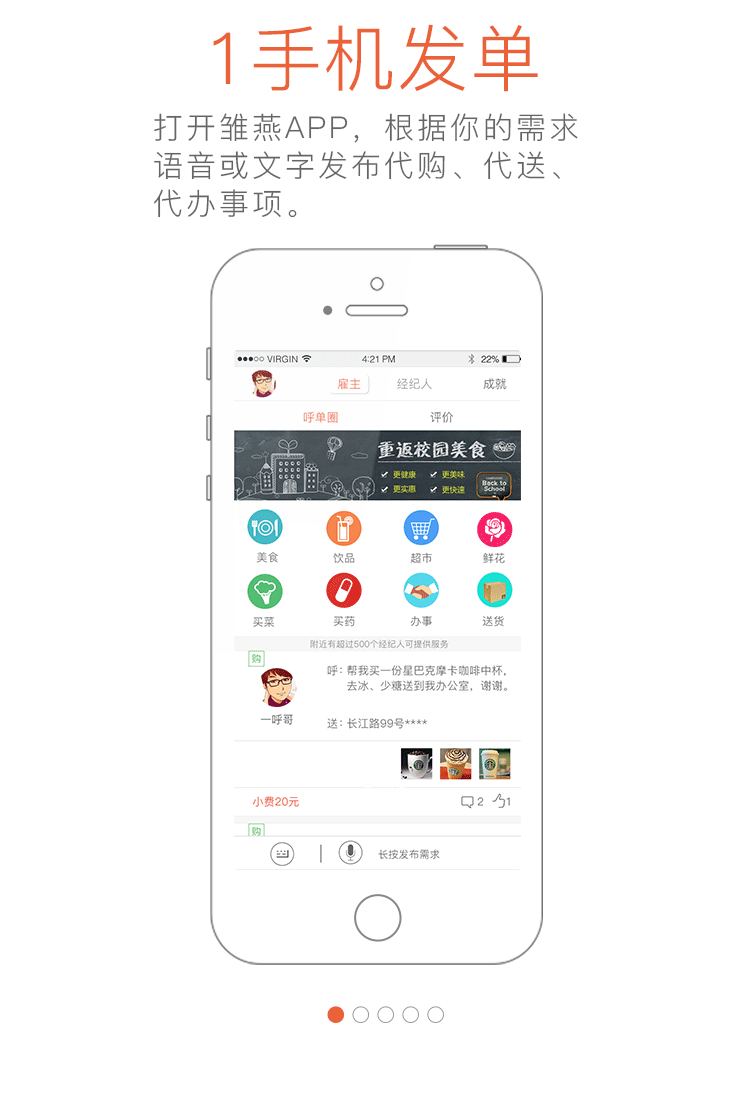 1手机发单
打开雏燕APP，根据你的需求
语音或文字发布代购、代送、
代办事项。
VIRGIN 4:21 PM 22%
雇主 经纪人 成就
呼单圈 评价
重返校园美食
更健康 更美味
更实惠 更快速
Back to
School
美食 饮品 超市 鲜花
买菜 买药 办事 送货
附近有超过500个经纪人可提供服务
购
呼：帮我买一份星巴克摩卡咖啡中杯，
去冰、少糖送到我办公室，谢谢。
一呼哥
送：长江路99号****
小费20元 2 1
购
长按发布需求